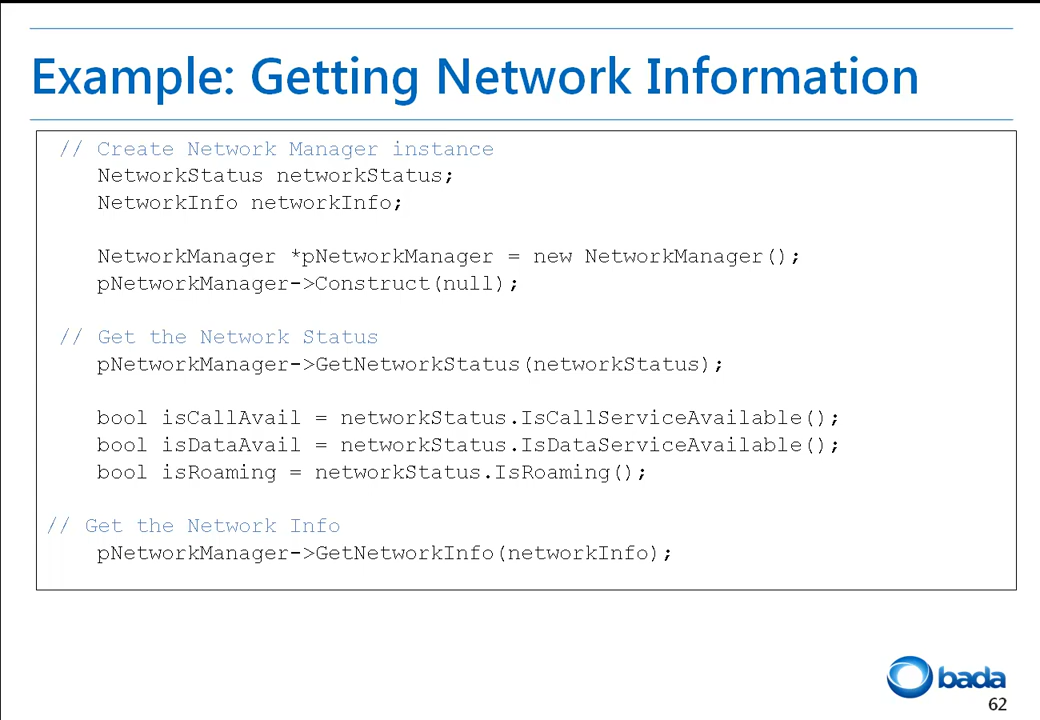 Example: Getting Network Information
// Create Network Manager instance
NetworkStatus networkStatus;
NetworkInfo networkInfo;
NetworkManager *pNetworkManager = new NetworkManager();
pNetworkManager->Construct(null);
// Get the Network Status
pNetworkManager->GetNetworkStatus(networkStatus);
bool isCallAvail = networkStatus.IsCallServiceAvailable();
bool isDataAvail = networkStatus.IsDataServiceAvailable();
bool isRoaming = networkStatus.IsRoaming();
// Get the Network Info
pNetworkManager->GetNetworkInfo(networkInfo);
bada
62